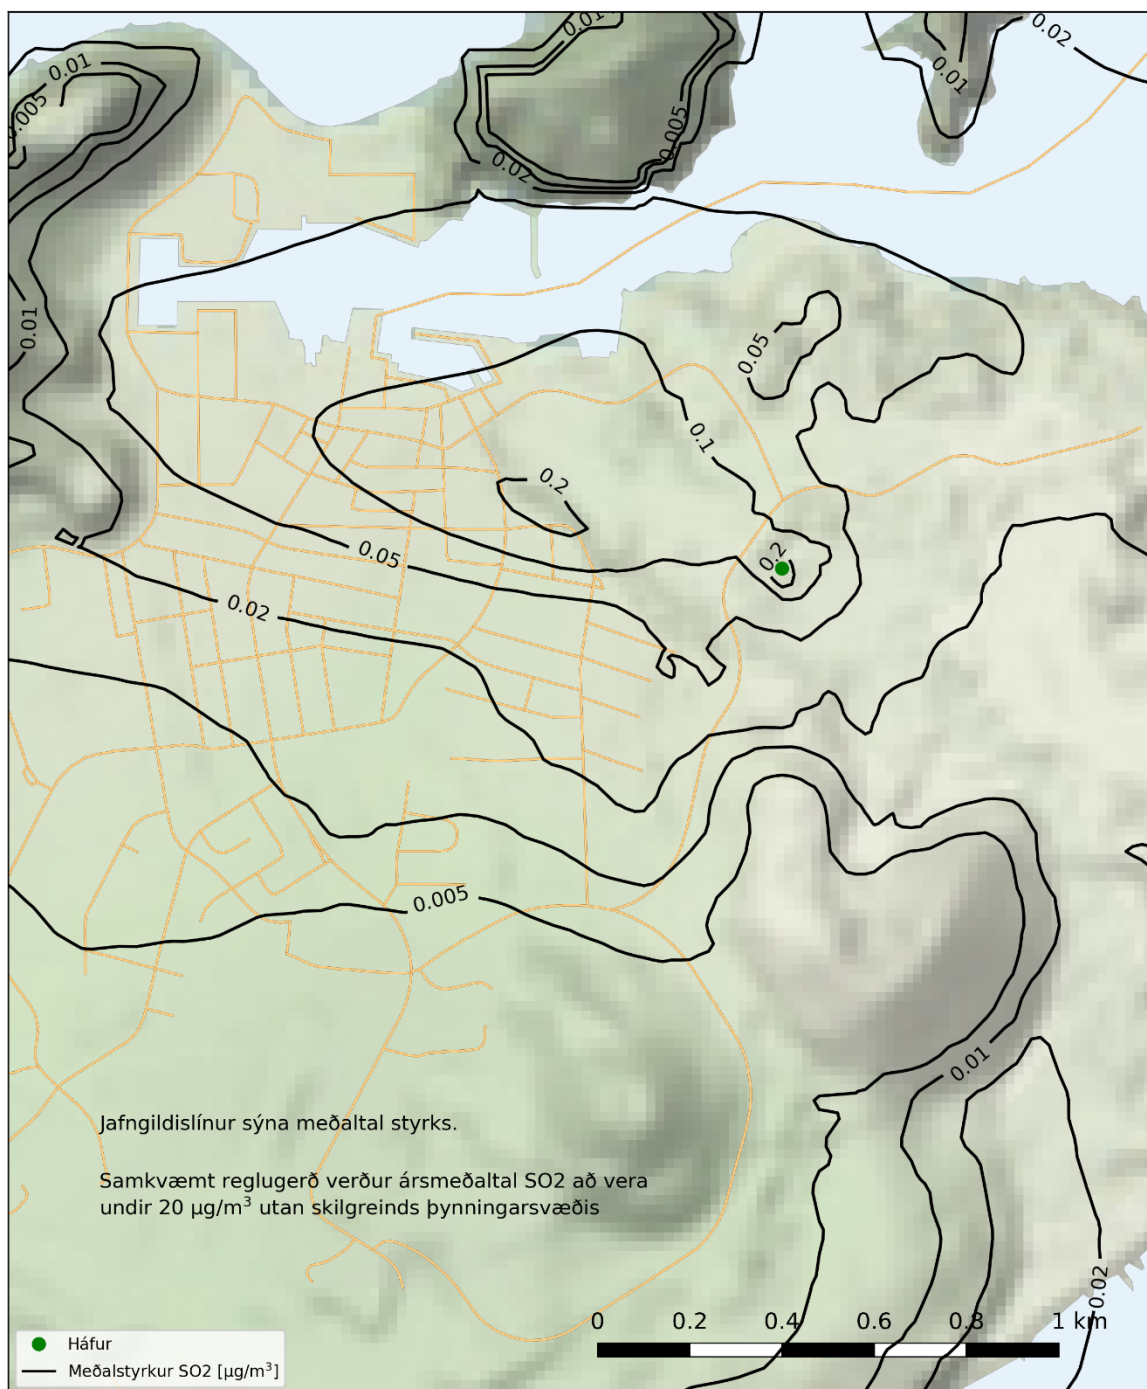 0.01
0.02
0.01
0.01
0.005
0.005
0.02
0.01
0.05
0.1
0.2
0.2
0.05
0.02
0.005
0.01
0.02
Jafngildislínur sýna meðaltal styrks.
Samkvæmt reglugerð verður ársmeðaltal SO2 að vera
undir 20 µg/m³ utan skilgreinds þynningarsvæðis
0 0.2 0.4 0.6 0.8 1 km
Háfur
Meðalstyrkur SO2 [µg/m³]